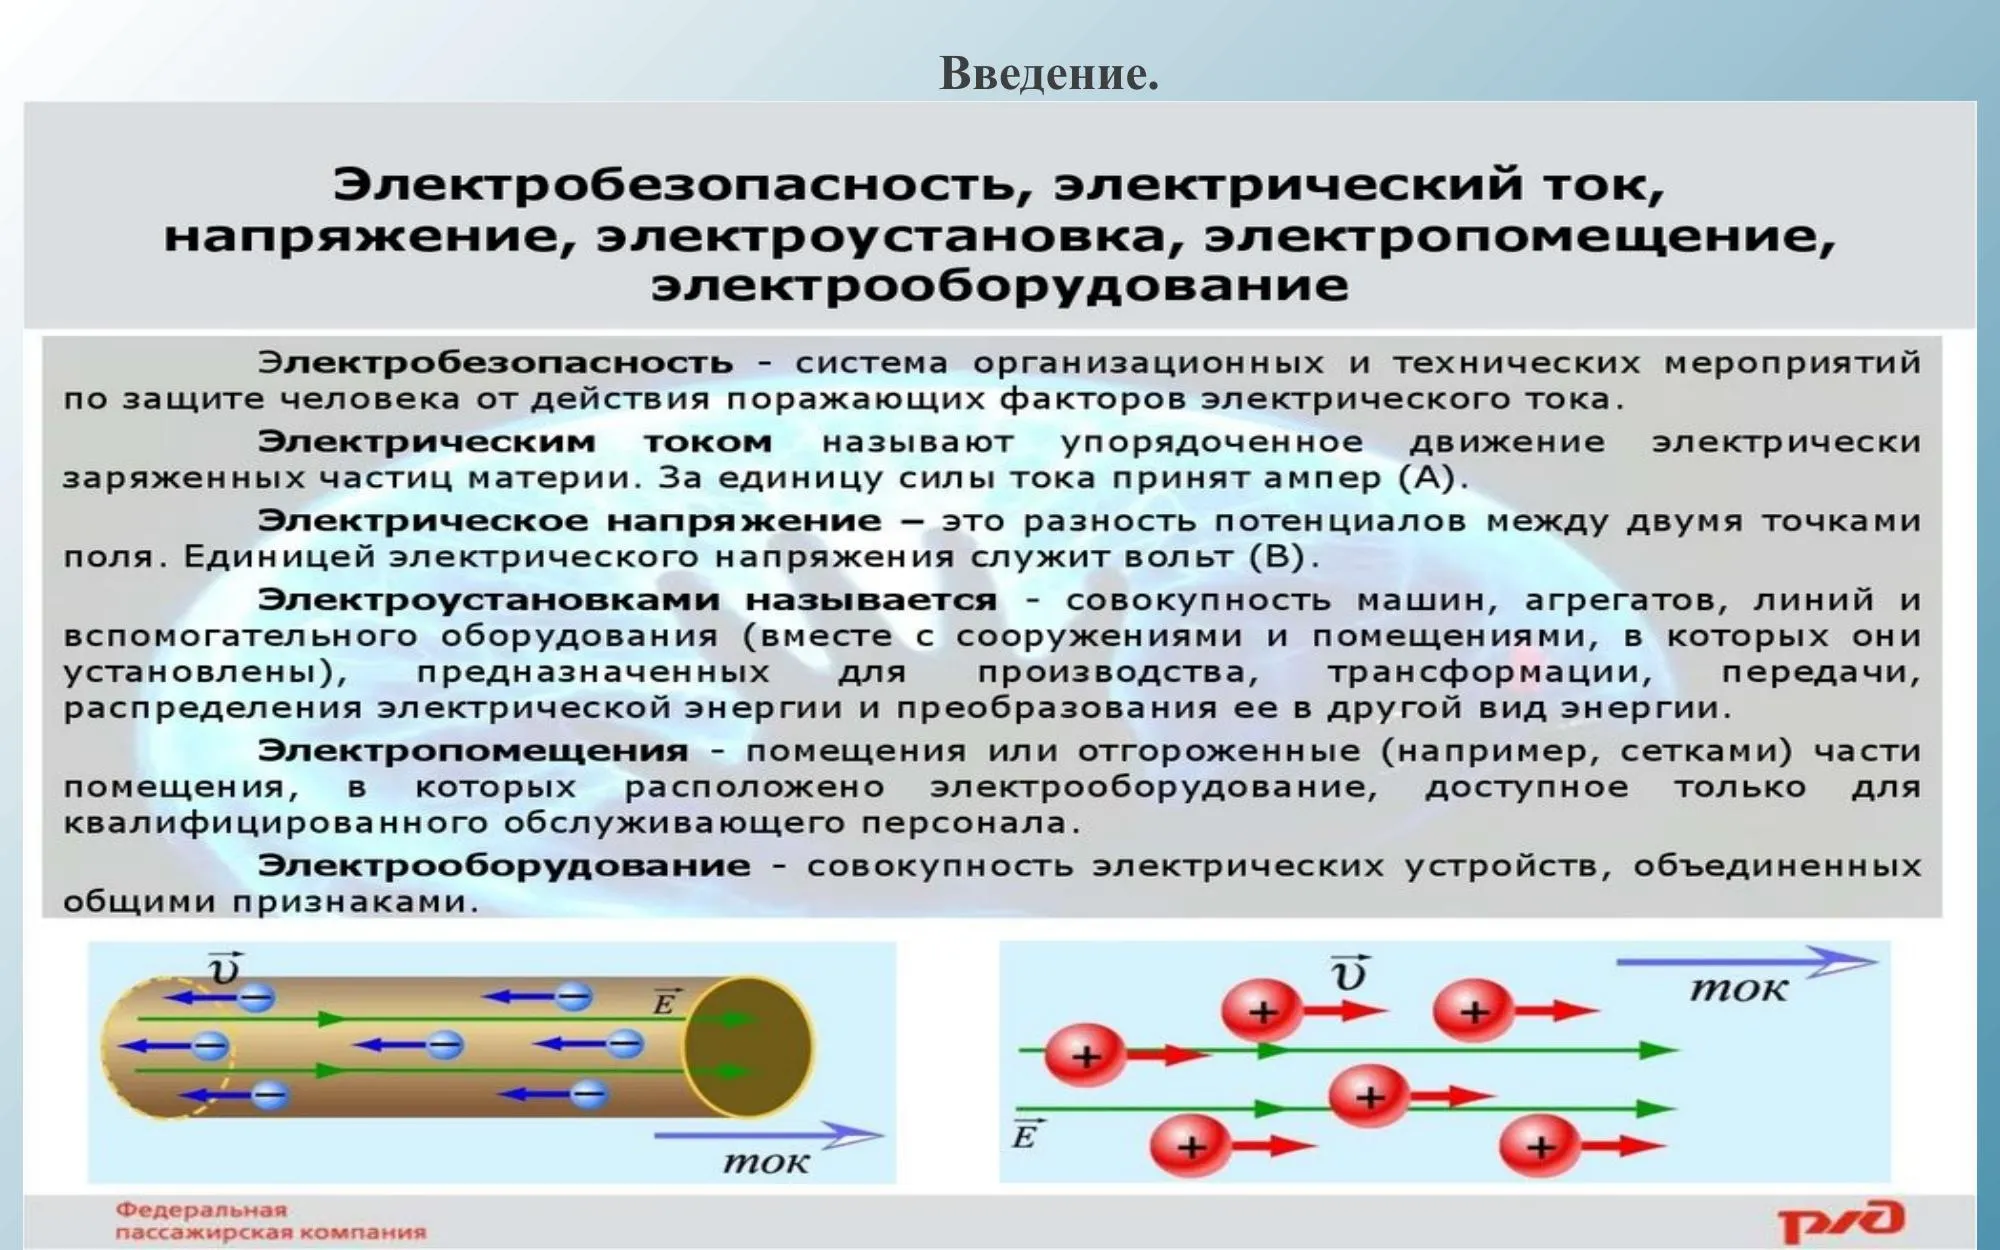 Введение.
Электробезопасность, электрический ток,
напряжение, электроустановка, электропомещение,
электрооборудование
Электробезопасность - система организационных и технических мероприятий
по защите человека от действия поражающих факторов электрического тока.
Электрическим током называют упорядоченное движение электрически
заряженных частиц материи. За единицу силы тока принят ампер (А).
Электрическое напряжение – это разность потенциалов между двумя точками
поля. Единицей электрического напряжения служит вольт (В).
Электроустановками называется - совокупность машин, агрегатов, линий и
вспомогательного оборудования (вместе с сооружениями и помещениями, в которых они
установлены), предназначенных для производства, трансформации, передачи,
распределения электрической энергии и преобразования ее в другой вид энергии.
Электропомещения - помещения или отгороженные (например, сетками) части
помещения, в которых расположено электрооборудование, доступное только для
квалифицированного обслуживающего персонала.
Электрооборудование - совокупность электрических устройств, объединенных
общими признаками.
υ
E
ток
υ
ток
E
Федеральная
пассажирская компания
ржд